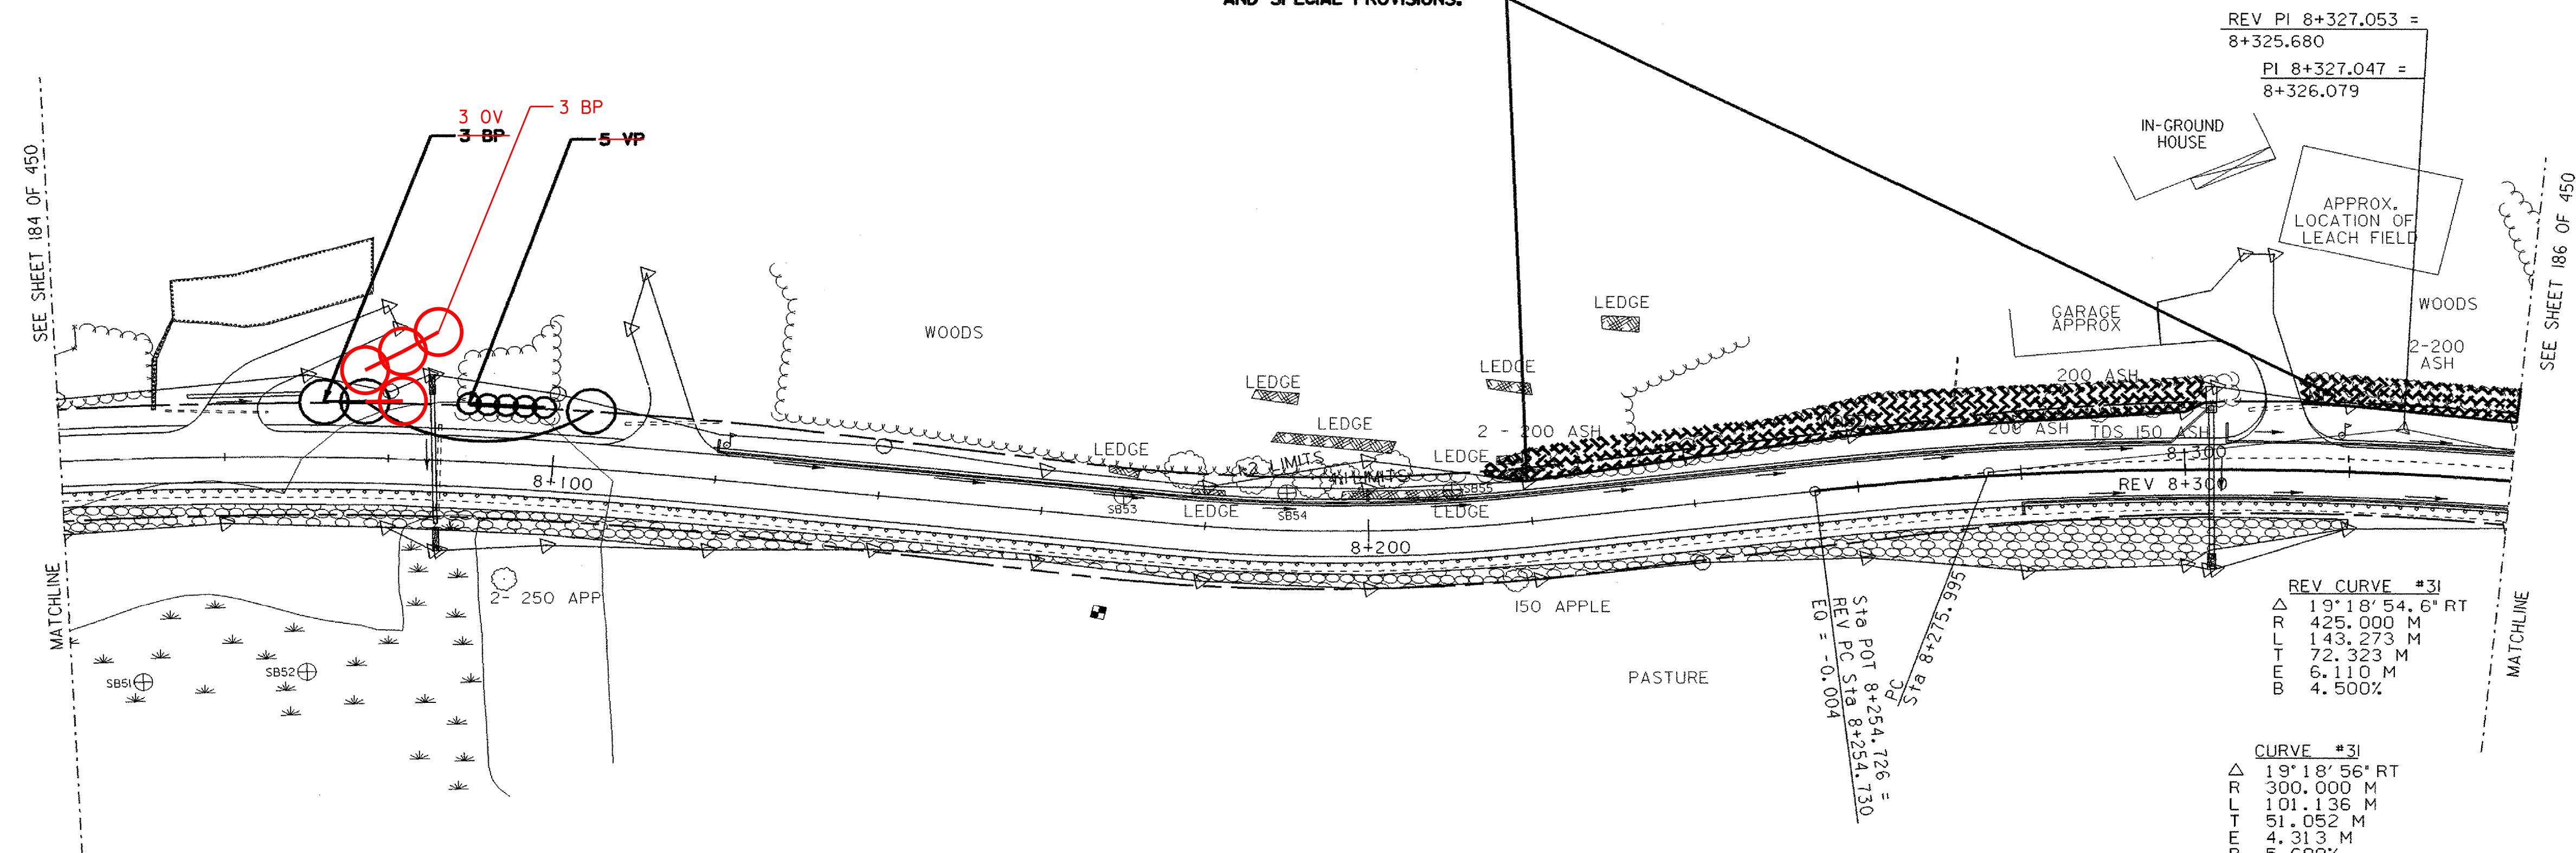 AND SPECIAL PROVISIONS.
REV PI 8+327.053 =
8+325.680
PI 8+327.047 =
8+326.079
3 OV
3 BP
3 BP
5 VP
IN-GROUND
HOUSE
APPROX.
LOCATION OF
LEACH FIELD
SEE SHEET 184 OF 450
SEE SHEET 186 OF 450
WOODS
LEDGE
GARAGE
APPROX
WOODS
2-200
ASH
LEDGE
LEDGE
200 ASH
LEDGE
2 - 200 ASH
200 ASH
TDS 150 ASH
LEDGE
LEDGE
LIMITS
LIMITS
8+300
REV 8+300
8+100
SB53
LEDGE
SB54
SB55
LEDGE
8+200
2- 250 APP
150 APPLE
MATCHLINE
MATCHLINE
SB51
SB52
PASTURE
Sta POT 8+254.726 =
REV PC Sta 8+254.730
EQ = -0.004
PC
Sta 8+275.995
REV CURVE #31
△ 19°18'54.6" RT
R 425.000 M
L 143.273 M
T 72.323 M
E 6.110 M
B 4.500%
CURVE #31
△ 19°18'56" RT
R 300.000 M
L 101.136 M
T 51.052 M
E 4.313 M